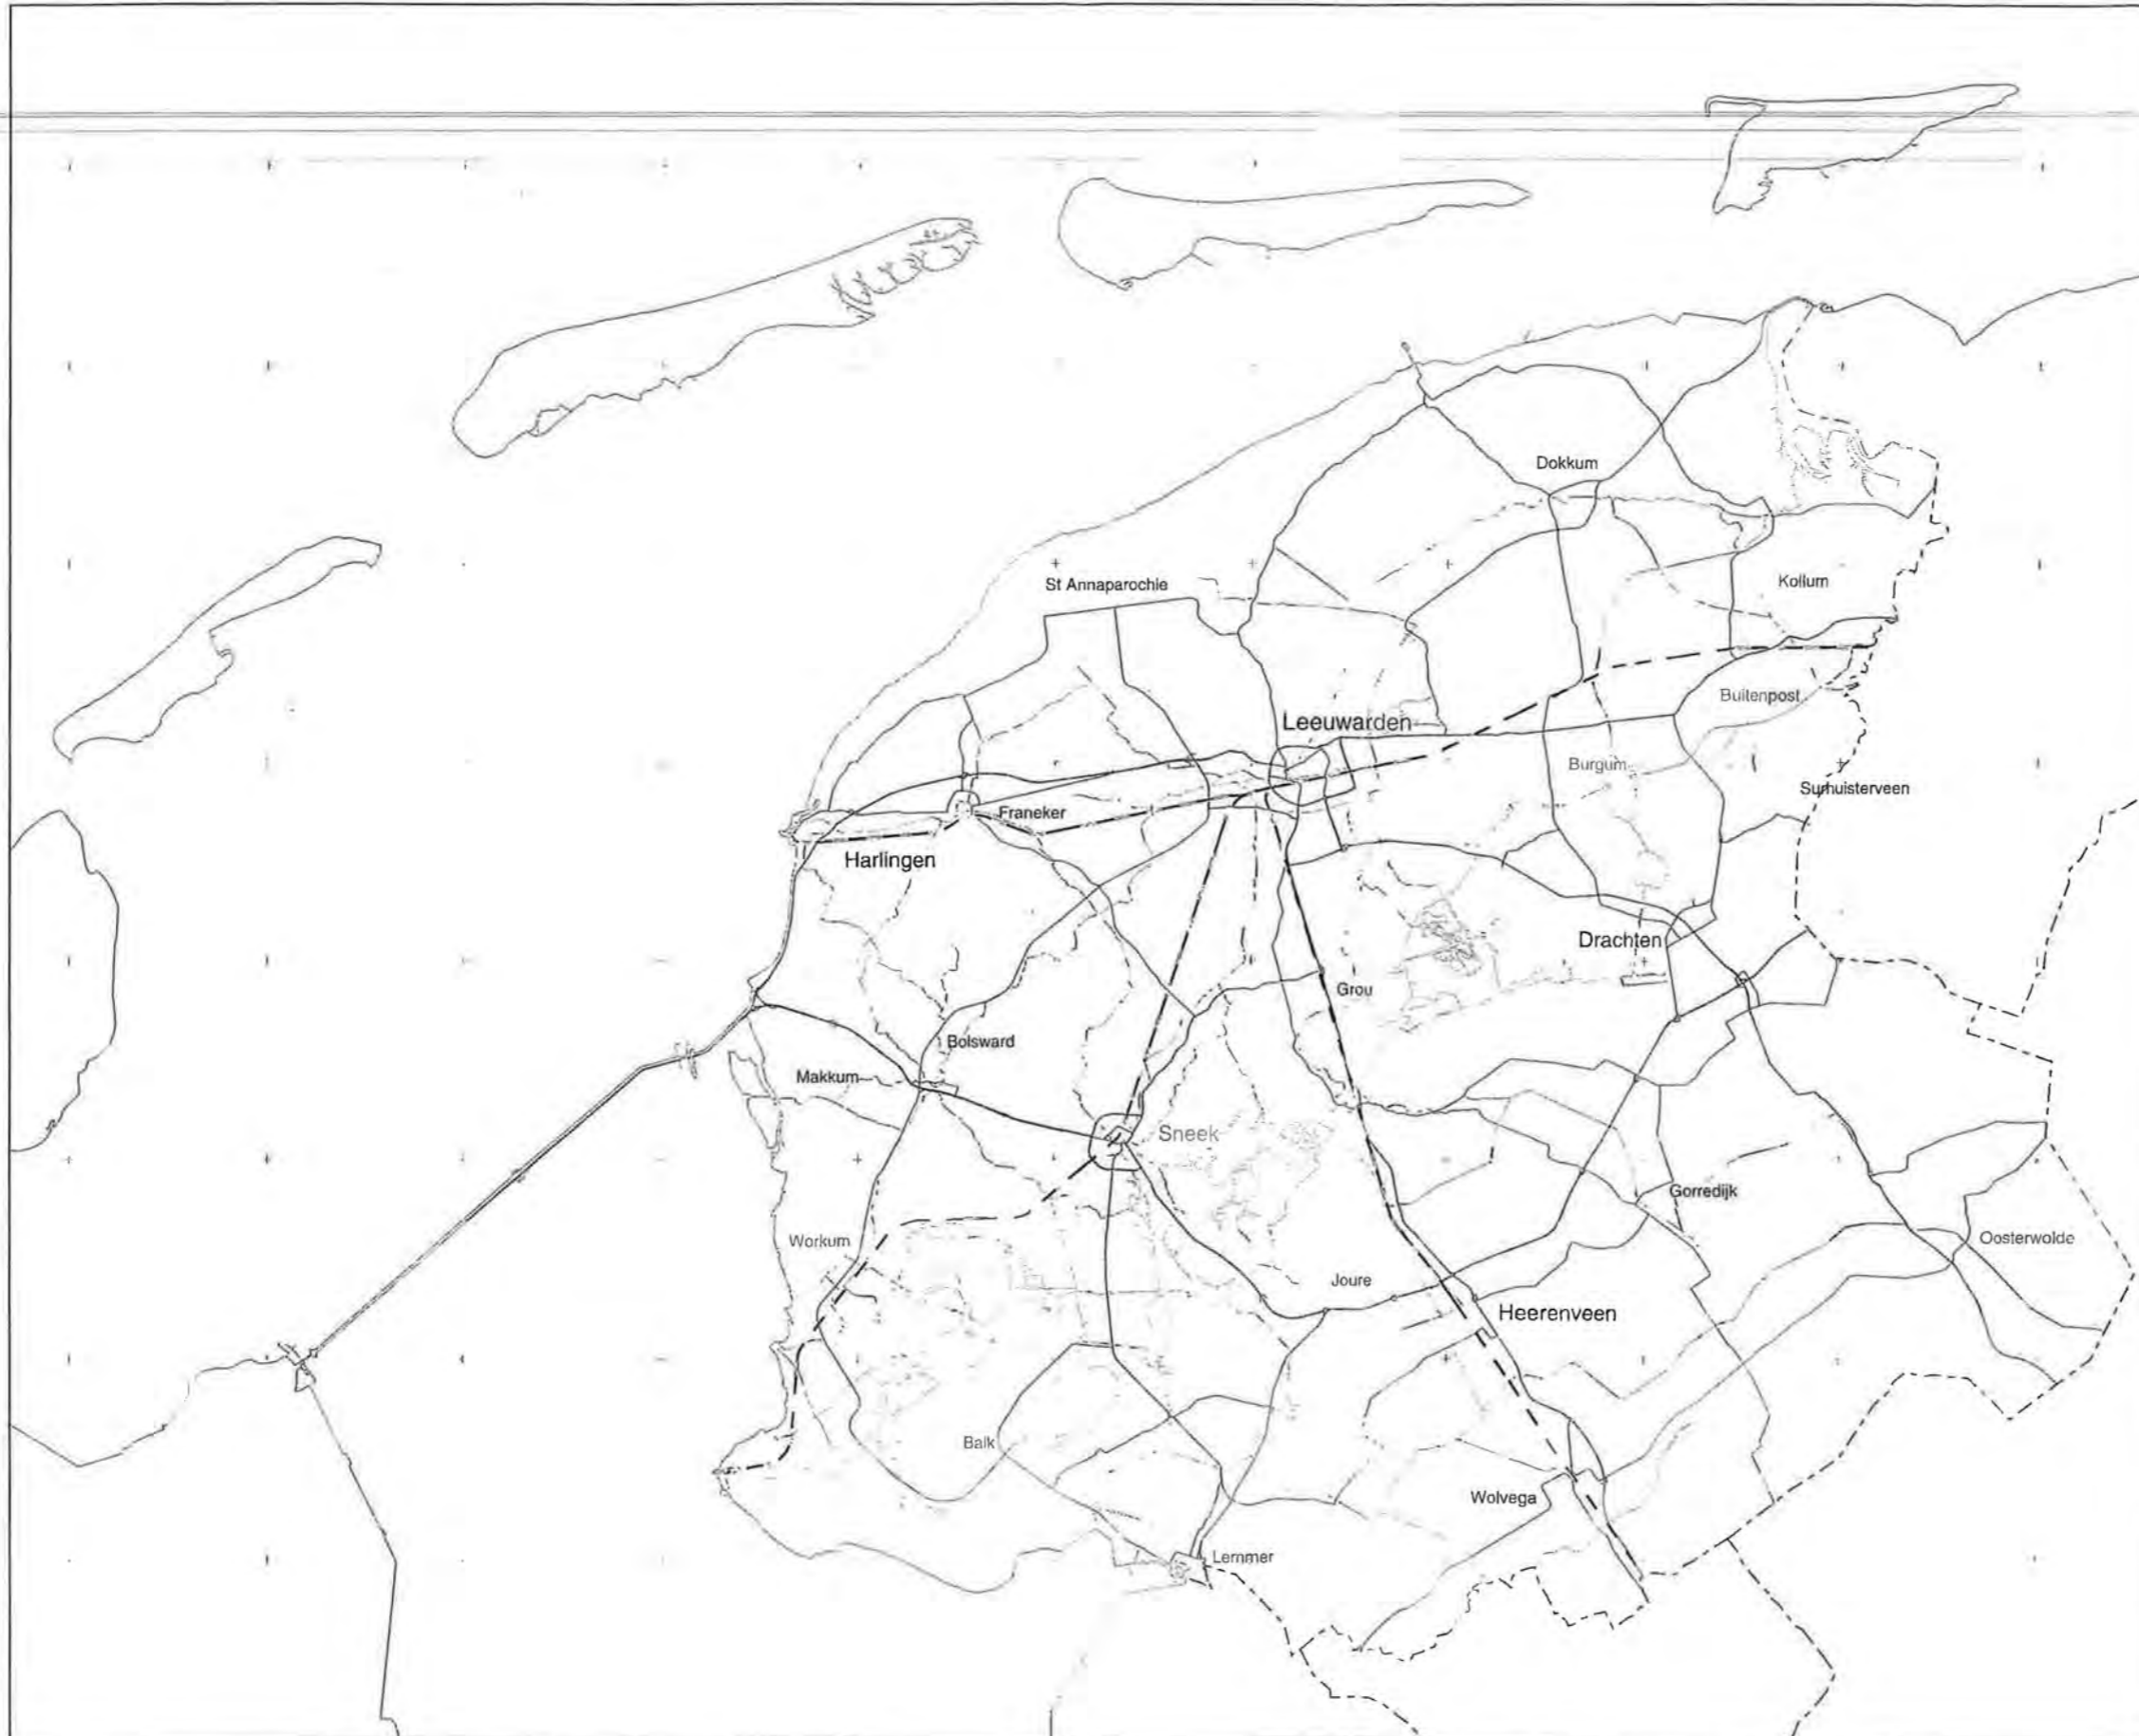 Dokkum
St Annaparochie
Kollum
Buitenpost
Leeuwarden
Burgum
Surhuisterveen
Franeker
Harlingen
Drachten
Grou
Bolsward
Makkum
Sneek
Gorredijk
Workum
Oosterwolde
Joure
Heerenveen
Balk
Wolvega
Lemmer